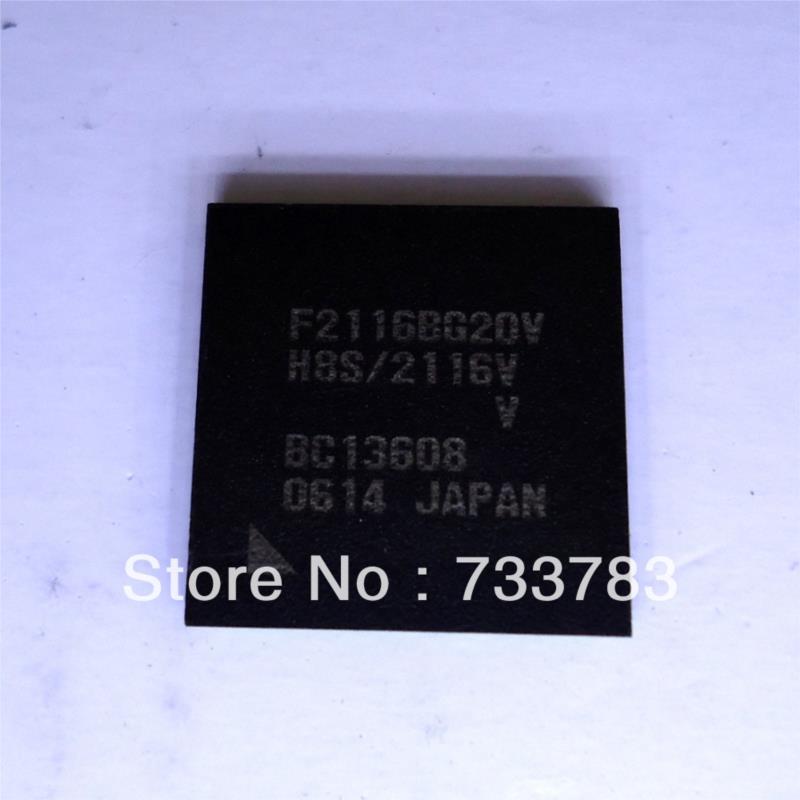 F2116BG20V
H8S/2116V
V
BC13608
0614 JAPAN
Store No : 733783